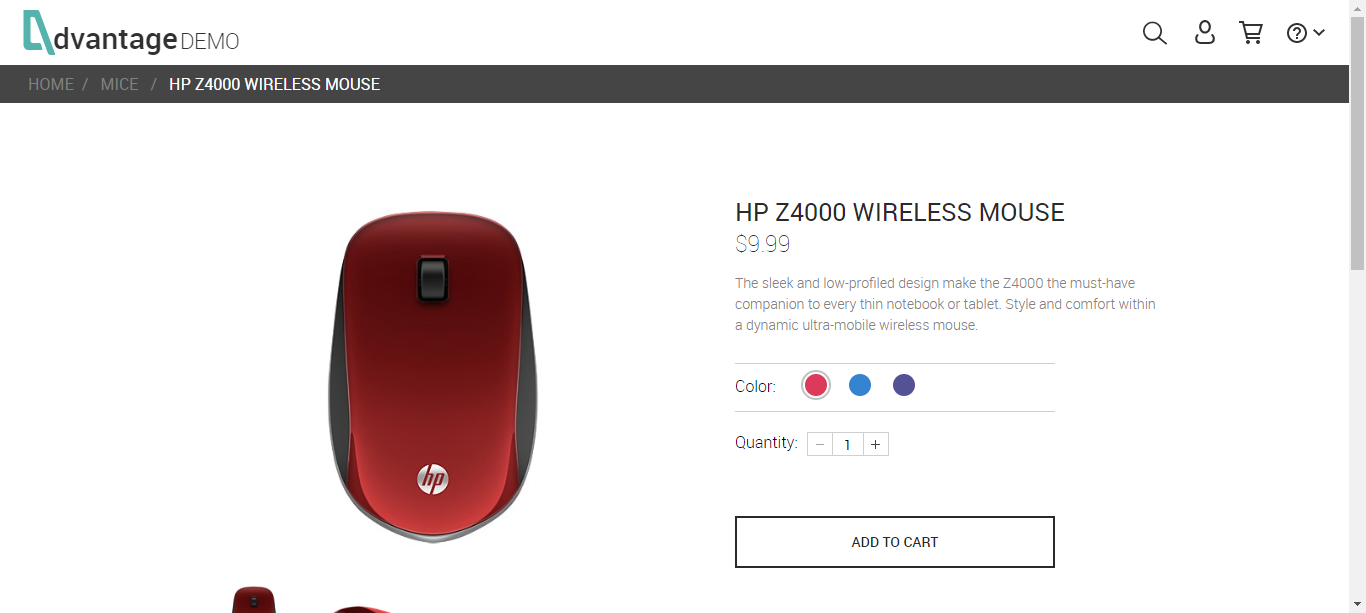 dvantage DEMO
HOME / MICE / HP Z4000 WIRELESS MOUSE
HP Z4000 WIRELESS MOUSE
$9.99
The sleek and low-profiled design make the Z4000 the must-have
companion to every thin notebook or tablet. Style and comfort within
a dynamic ultra-mobile wireless mouse.
Color:
Quantity: − 1 +
hp
ADD TO CART